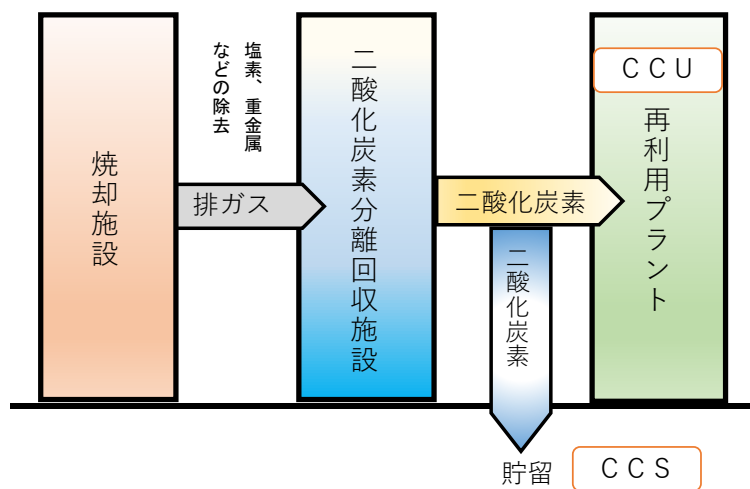 焼却施設
塩素、重金属
などの除去
排ガス
二酸化炭素分離回収施設
二酸化炭素
二酸化炭素
ＣＣＵ
再利用プラント
貯留
ＣＣＳ